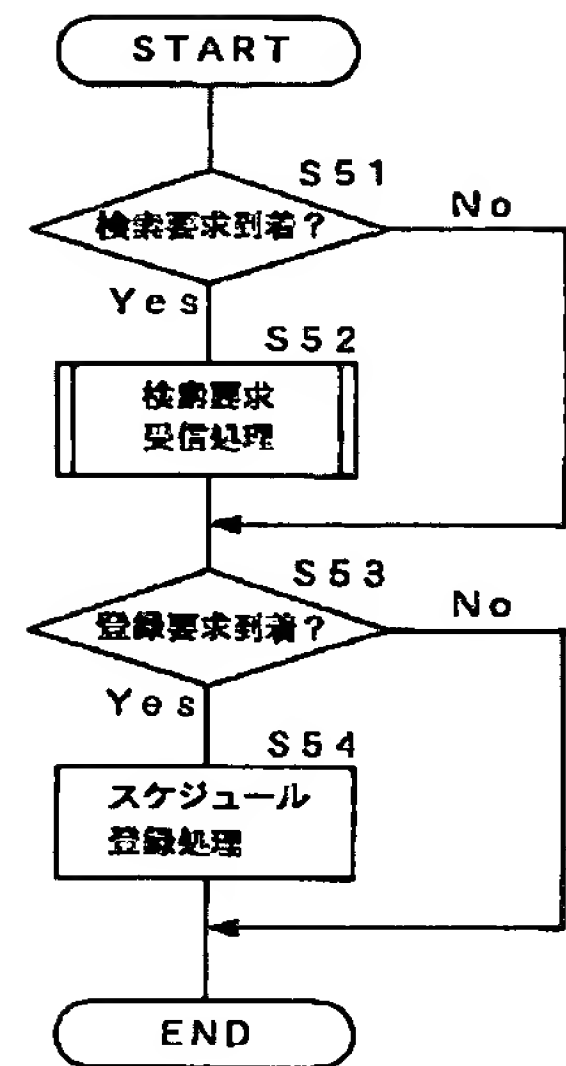 START
S51
検索要求到着?
No
Yes
S52
検索要求
受信処理
S53
登録要求到着?
No
Yes
S54
スケジュール
登録処理
END